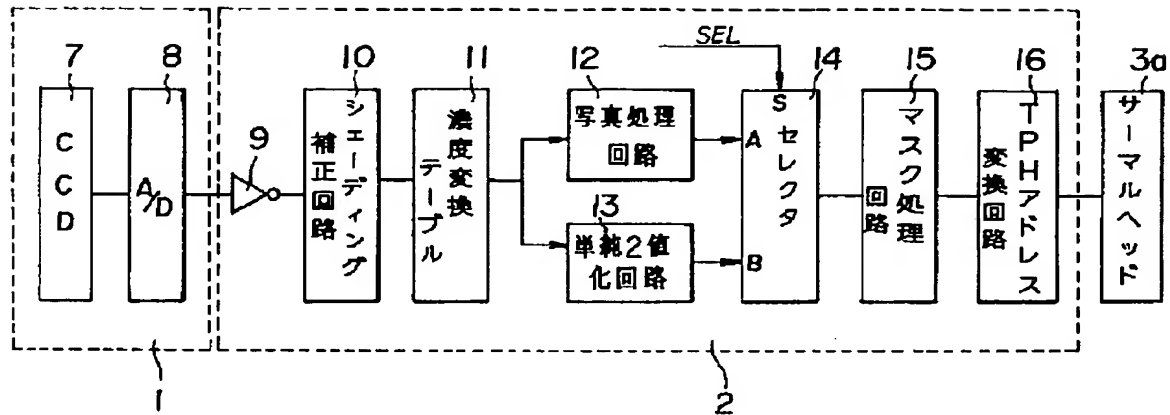 SEL
7
8
9
10
11
12
13
14
15
16
3a
CCD
A/D
シェーディング
補正回路
濃度変換
テーブル
写真処理
回路
単純2値
化回路
S
A
B
セレクタ
マスク処理
回路
TPHアドレス
変換回路
サーマルヘッド
1
2